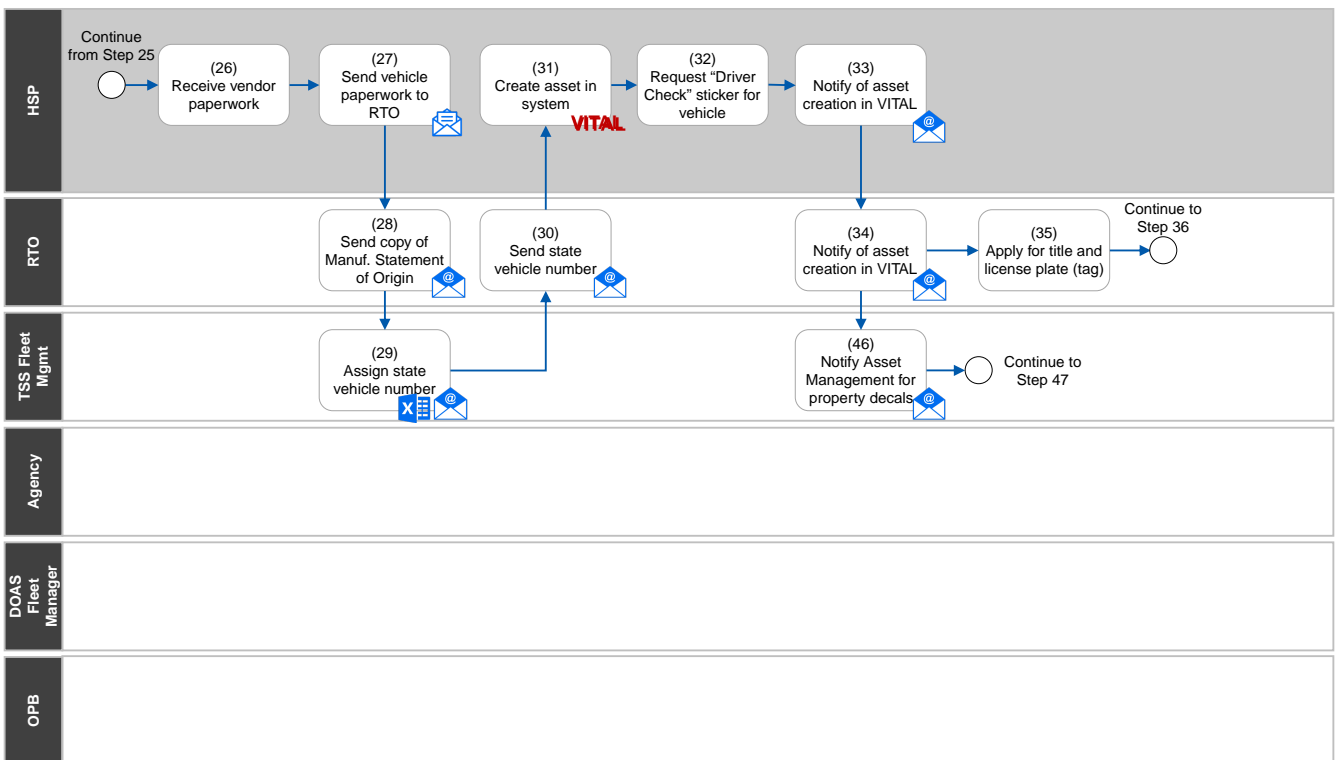 HSP
Continue
from Step 25
(26)
Receive vendor
paperwork
(27)
Send vehicle
paperwork to
RTO
(31)
Create asset in
system
VITAL
(32)
Request “Driver
Check” sticker for
vehicle
(33)
Notify of asset
creation in VITAL
@
RTO
(28)
Send copy of
Manuf. Statement
of Origin
@
(30)
Send state
vehicle number
@
(34)
Notify of asset
creation in VITAL
@
(35)
Apply for title and
license plate (tag)
Continue to
Step 36
TSS Fleet
Mgmt
(29)
Assign state
vehicle number
X
@
(46)
Notify Asset
Management for
property decals
@
Continue to
Step 47
Agency
DOAS
Fleet
Manager
OPB